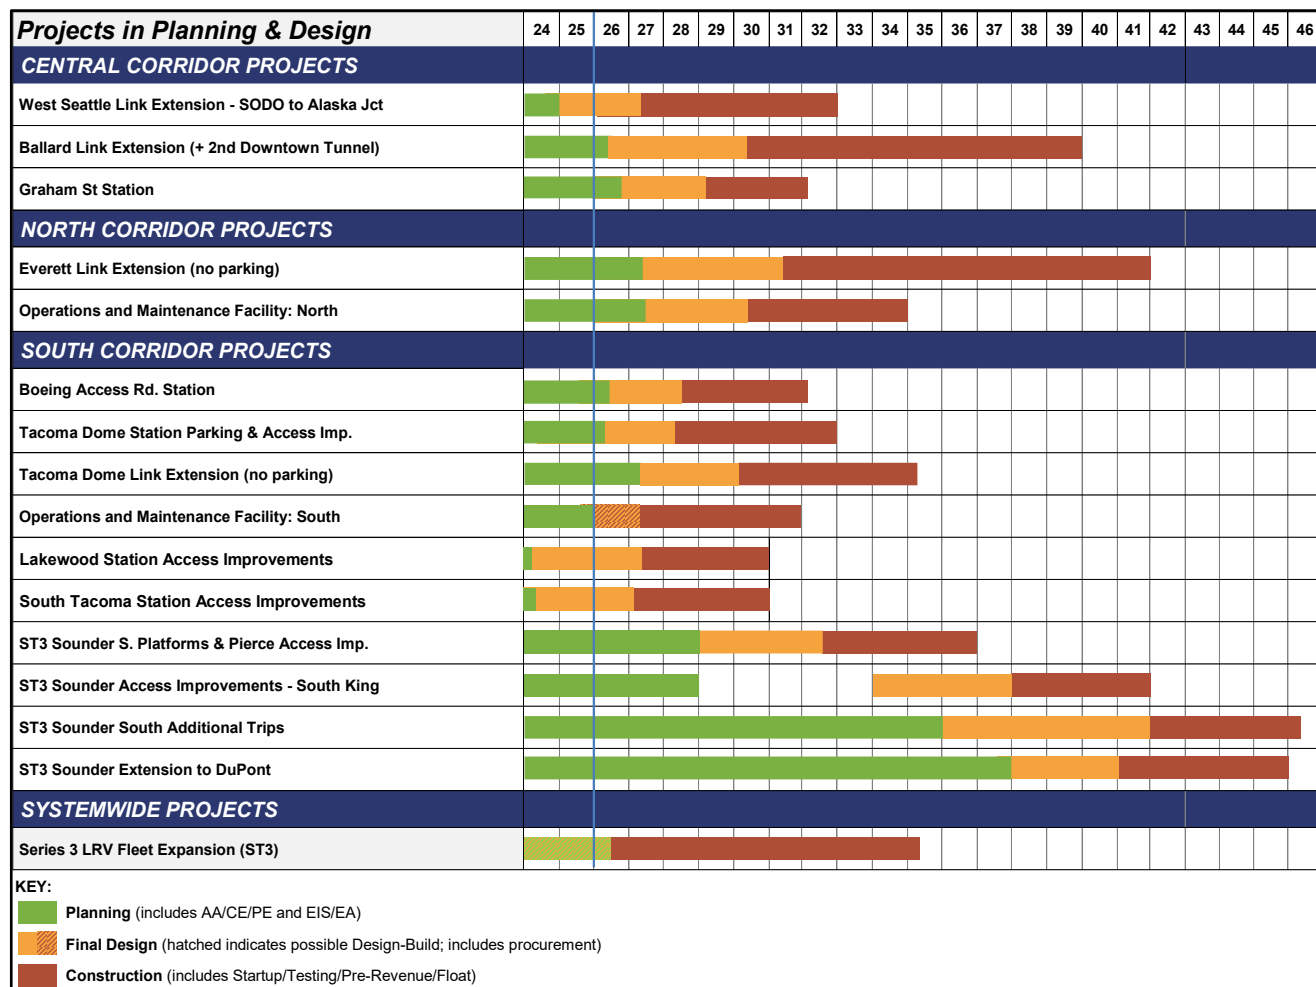 Projects in Planning & Design 24 25 26 27 28 29 30 31 32 33 34 35 36 37 38 39 40 41 42 43 44 45 46
CENTRAL CORRIDOR PROJECTS
West Seattle Link Extension - SODO to Alaska Jct
Ballard Link Extension (+ 2nd Downtown Tunnel)
Graham St Station
NORTH CORRIDOR PROJECTS
Everett Link Extension (no parking)
Operations and Maintenance Facility: North
SOUTH CORRIDOR PROJECTS
Boeing Access Rd. Station
Tacoma Dome Station Parking & Access Imp.
Tacoma Dome Link Extension (no parking)
Operations and Maintenance Facility: South
Lakewood Station Access Improvements
South Tacoma Station Access Improvements
ST3 Sounder S. Platforms & Pierce Access Imp.
ST3 Sounder Access Improvements - South King
ST3 Sounder South Additional Trips
ST3 Sounder Extension to DuPont
SYSTEMWIDE PROJECTS
Series 3 LRV Fleet Expansion (ST3)
KEY:
Planning (includes AA/CE/PE and EIS/EA)
Final Design (hatched indicates possible Design-Build; includes procurement)
Construction (includes Startup/Testing/Pre-Revenue/Float)